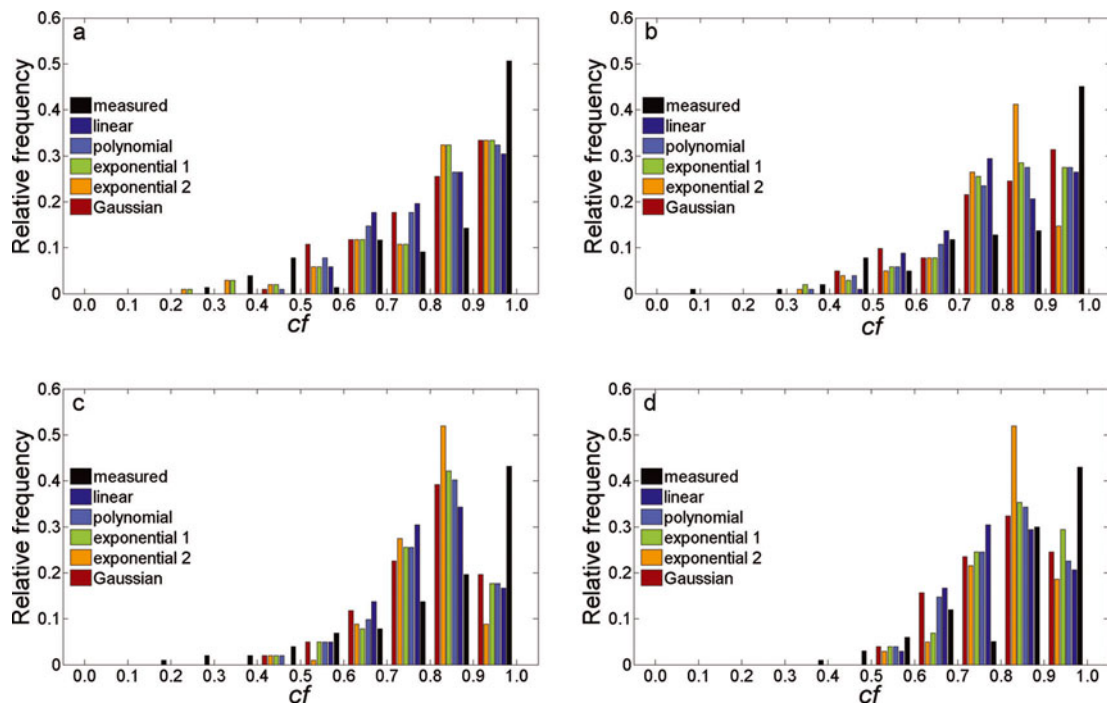 a
Relative frequency
0.6
0.5
0.4
0.3
0.2
0.1
0
measured
linear
polynomial
exponential 1
exponential 2
Gaussian
0.0 0.1 0.2 0.3 0.4 0.5 0.6 0.7 0.8 0.9 1.0
cf
b
Relative frequency
0.6
0.5
0.4
0.3
0.2
0.1
0
measured
linear
polynomial
exponential 1
exponential 2
Gaussian
0.0 0.1 0.2 0.3 0.4 0.5 0.6 0.7 0.8 0.9 1.0
cf
c
Relative frequency
0.6
0.5
0.4
0.3
0.2
0.1
0
measured
linear
polynomial
exponential 1
exponential 2
Gaussian
0.0 0.1 0.2 0.3 0.4 0.5 0.6 0.7 0.8 0.9 1.0
cf
d
Relative frequency
0.6
0.5
0.4
0.3
0.2
0.1
0
measured
linear
polynomial
exponential 1
exponential 2
Gaussian
0.0 0.1 0.2 0.3 0.4 0.5 0.6 0.7 0.8 0.9 1.0
cf